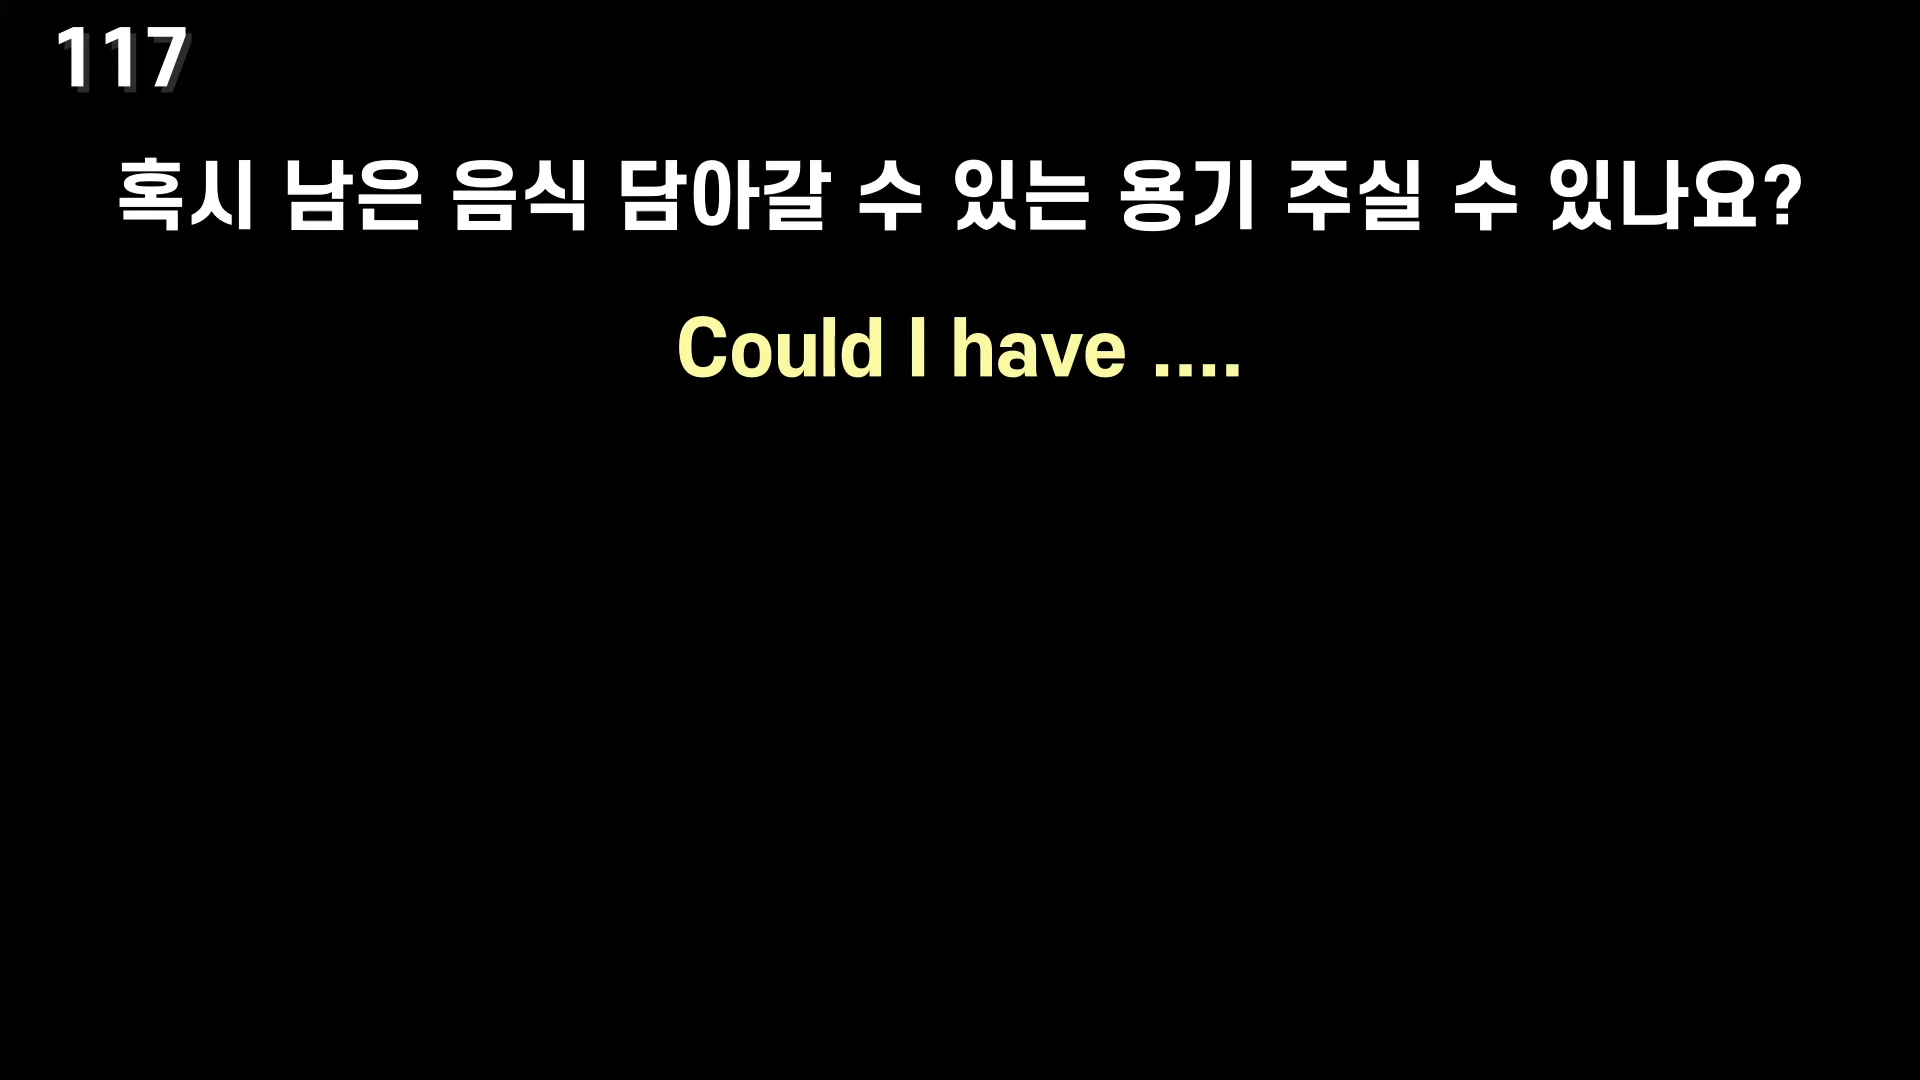 117
혹시 남은 음식 담아갈 수 있는 용기 주실 수 있나요?
Could I have ....